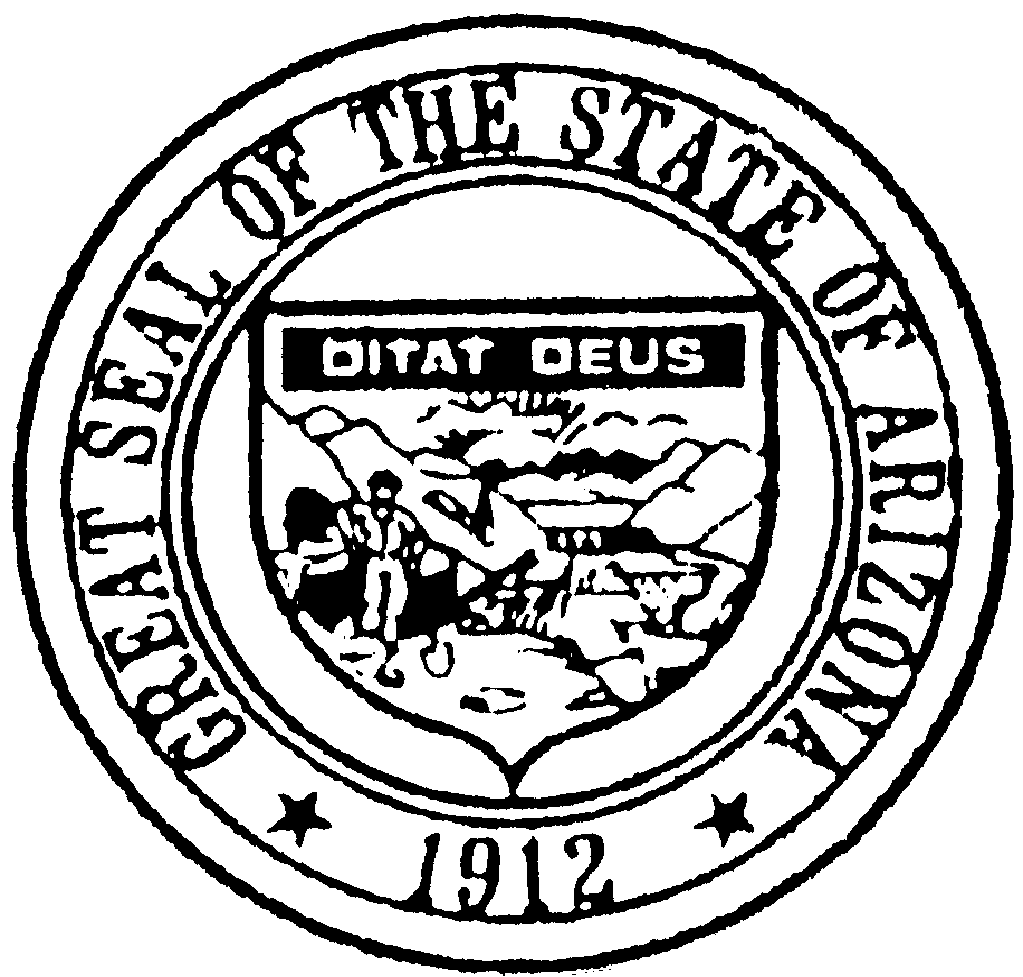 GREAT SEAL OF THE STATE OF ARIZONA
DITAT DEUS
1912